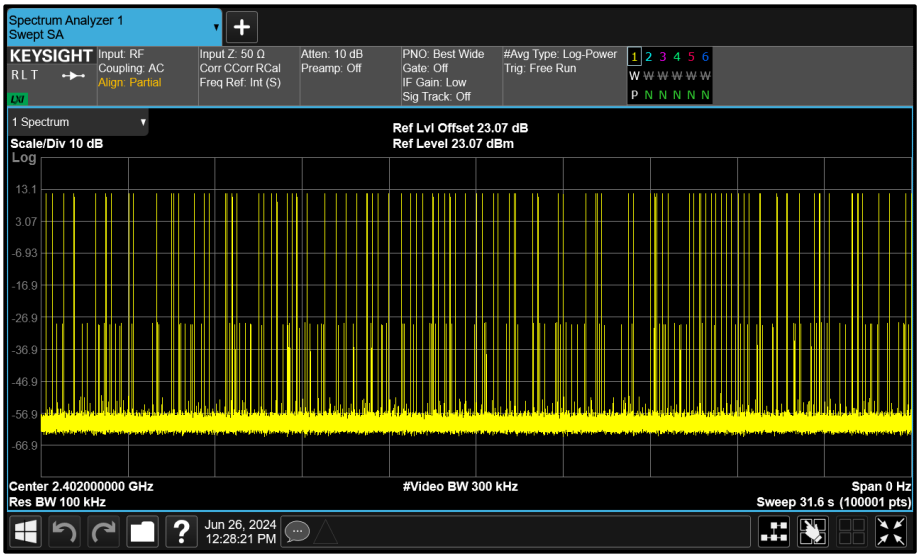 Spectrum Analyzer 1
Swept SA
+
KEYSIGHT Input: RF Input Z: 50 Ω Atten: 10 dB PNO: Best Wide #Avg Type: Log-Power 1 2 3 4 5 6
RLT Coupling: AC Corr CCorr RCal Preamp: Off Gate: Off Trig: Free Run W W W W W W
Align: Partial Freq Ref: Int (S) IF Gain: Low
LXI Sig Track: Off P N N N N N
1 Spectrum
Ref Lvl Offset 23.07 dB
Scale/Div 10 dB Ref Level 23.07 dBm
Log
13.1
3.07
-6.93
-16.9
-26.9
-36.9
-46.9
-56.9
-66.9
Center 2.402000000 GHz #Video BW 300 kHz Span 0 Hz
Res BW 100 kHz Sweep 31.6 s (100001 pts)
? Jun 26, 2024
12:28:21 PM